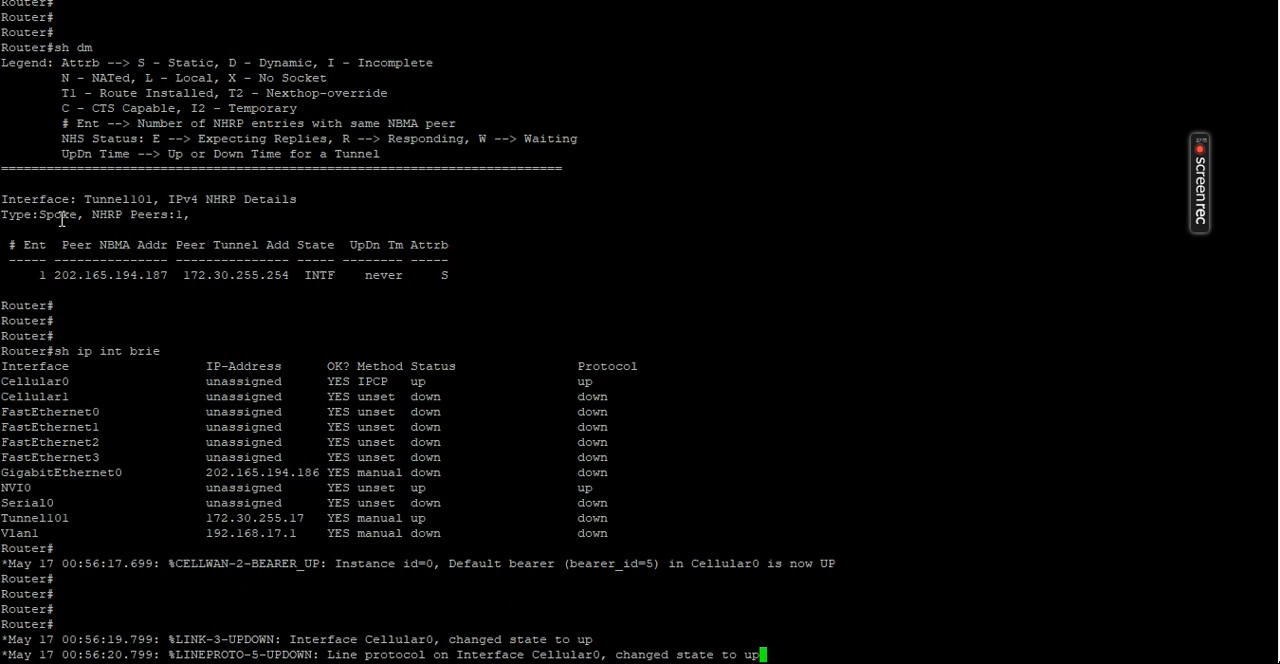 Router#
Router#
Router#
Router#sh dm
Legend: Attrb --> S - Static, D - Dynamic, I - Incomplete
N - NATed, L - Local, X - No Socket
T1 - Route Installed, T2 - Nexthop-override
C - CTS Capable, I2 - Temporary
# Ent --> Number of NHRP entries with same NBMA peer
NHS Status: E --> Expecting Replies, R --> Responding, W --> Waiting
UpDn Time --> Up or Down Time for a Tunnel
==========================================================================
Interface: Tunnel101, IPv4 NHRP Details
Type:Spoke, NHRP Peers:1,
# Ent  Peer NBMA Addr Peer Tunnel Add State  UpDn Tm Attrb
----- --------------- --------------- ----- -------- -----
1 202.165.194.187  172.30.255.254  INTF    never     S
Router#
Router#
Router#
Router#sh ip int brie
Interface                  IP-Address      OK? Method Status                Protocol
Cellular0                  unassigned      YES IPCP   up                    up
Cellular1                  unassigned      YES unset  down                  down
FastEthernet0              unassigned      YES unset  down                  down
FastEthernet1              unassigned      YES unset  down                  down
FastEthernet2              unassigned      YES unset  down                  down
FastEthernet3              unassigned      YES unset  down                  down
GigabitEthernet0           202.165.194.186 YES manual down                  down
NVI0                       unassigned      YES unset  up                    up
Serial0                    unassigned      YES unset  down                  down
Tunnel101                  172.30.255.17   YES manual up                    down
Vlan1                      192.168.17.1    YES manual down                  down
Router#
*May 17 00:56:17.699: %CELLWAN-2-BEARER_UP: Instance id=0, Default bearer (bearer_id=5) in Cellular0 is now UP
Router#
Router#
Router#
Router#
*May 17 00:56:19.799: %LINK-3-UPDOWN: Interface Cellular0, changed state to up
*May 17 00:56:20.799: %LINEPROTO-5-UPDOWN: Line protocol on Interface Cellular0, changed state to up
screenrec